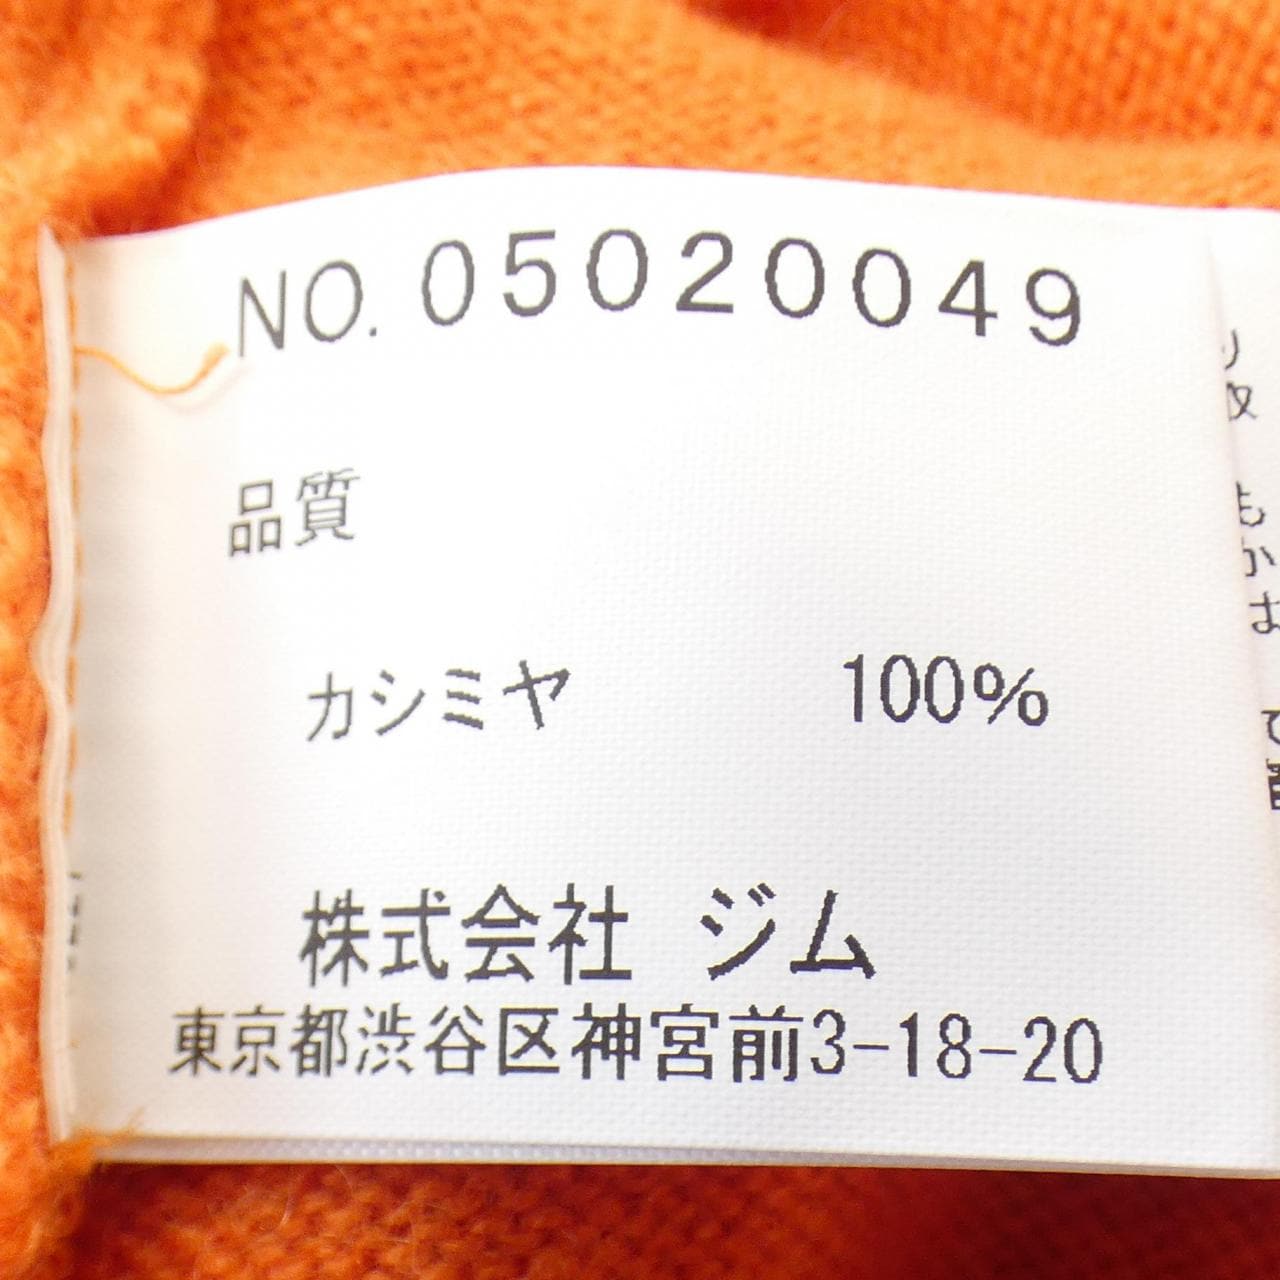 NO. 05020049
品質
カシミヤ 100%
株式会社 ジム
東京都渋谷区神宮前3-18-20